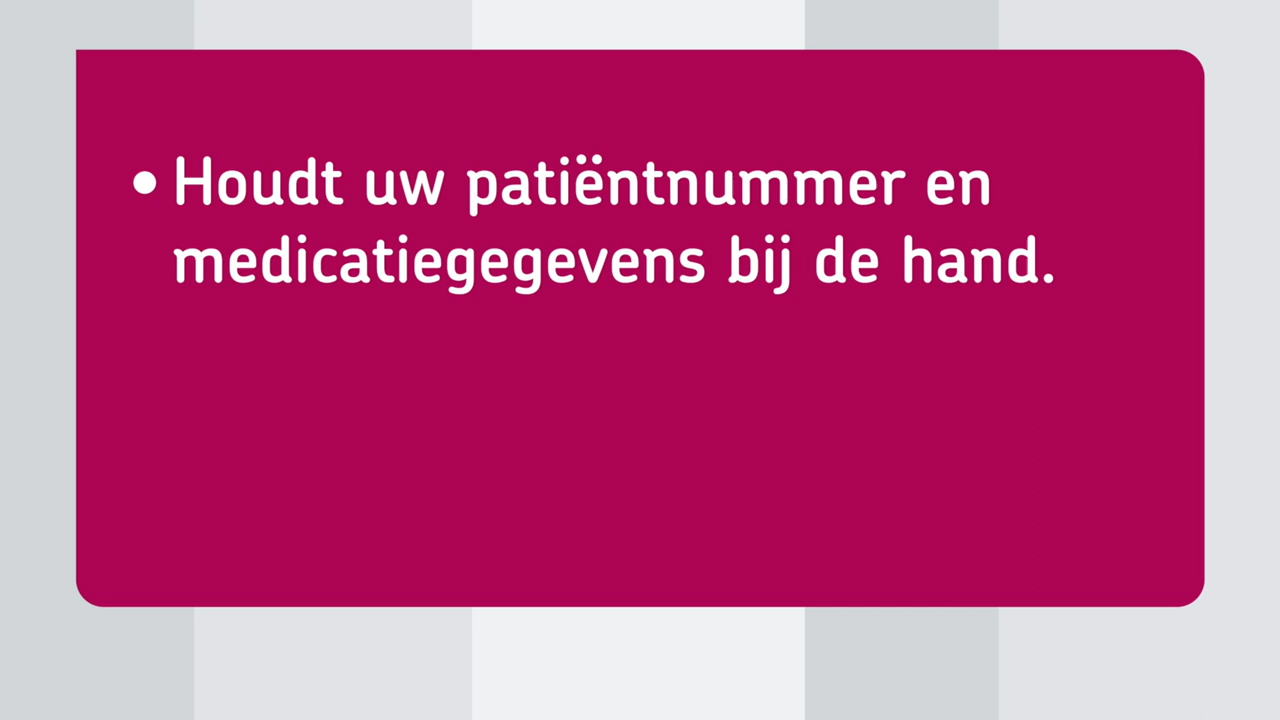 • Houdt uw patiëntnummer en
medicatiegegevens bij de hand.